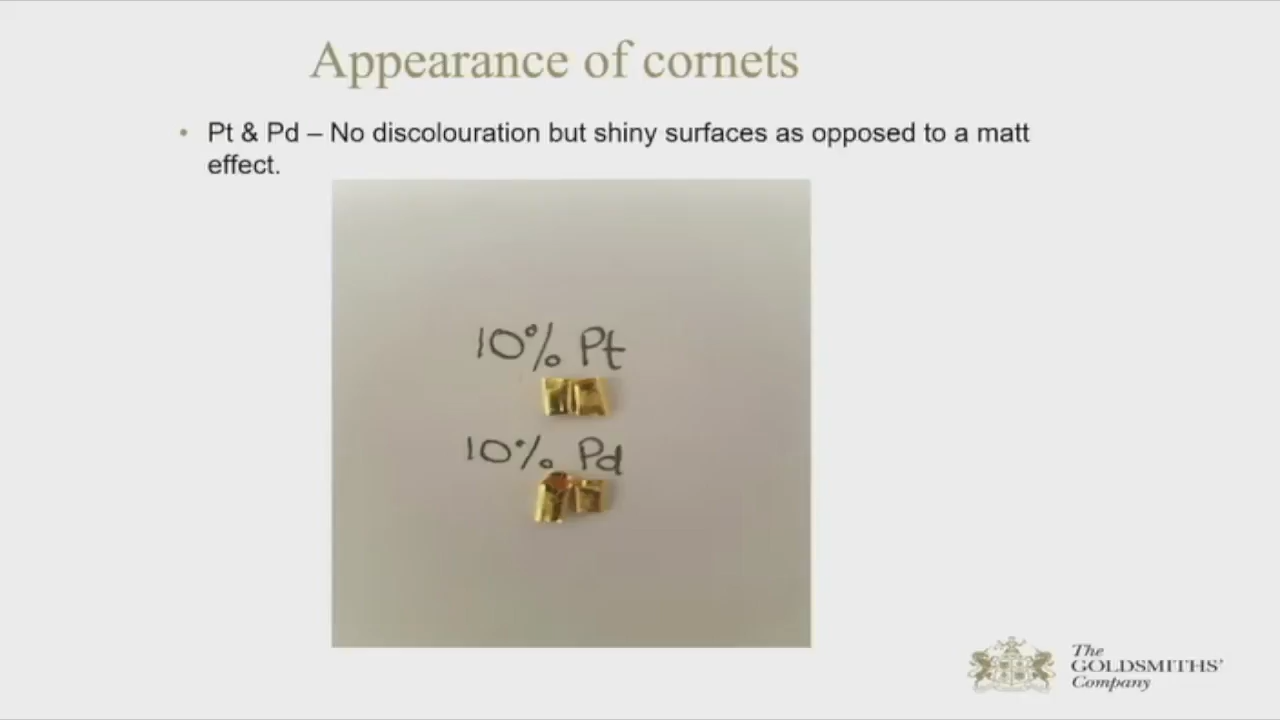 Appearance of cornets
• Pt & Pd – No discolouration but shiny surfaces as opposed to a matt
effect.
10% Pt
10% Pd
The
GOLDSMITHS'
Company